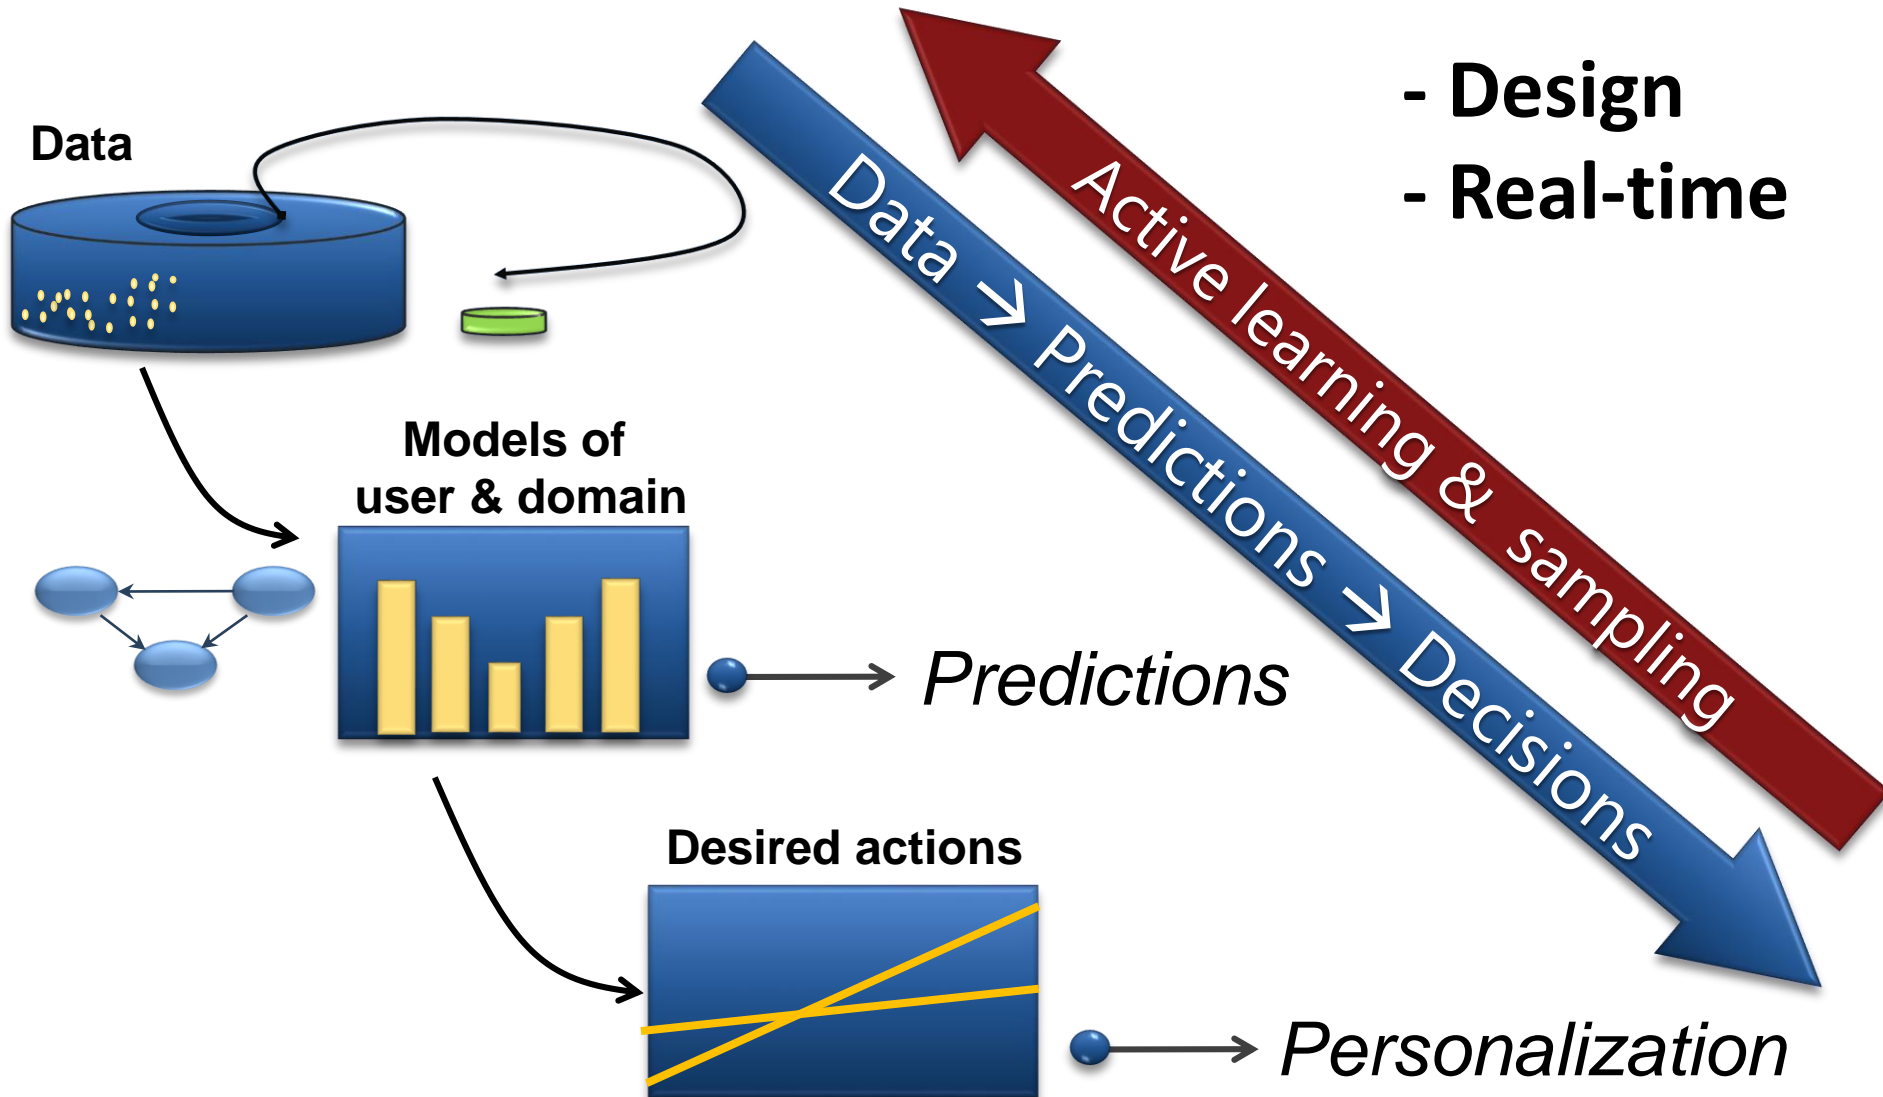 - Design
- Real-time
Data
Active learning & sampling
Data → Predictions → Decisions
Models of
user & domain
Predictions
Desired actions
Personalization